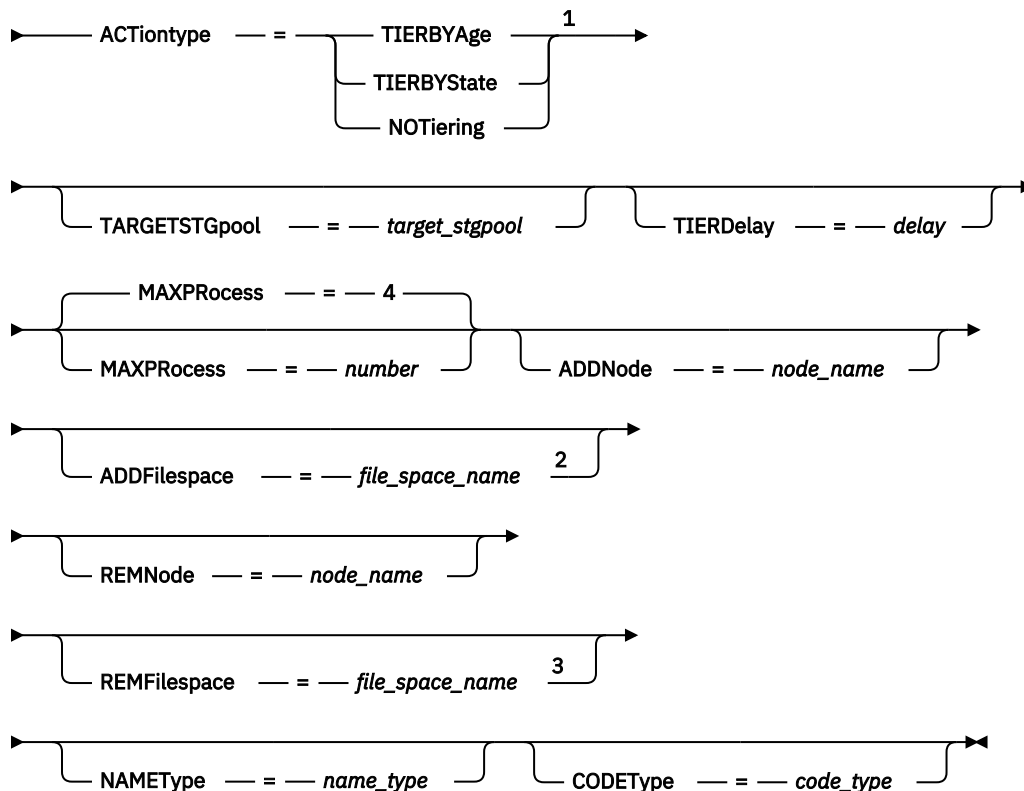 1
ACTiontype = TIERBYAge
TIERBYState
NOTiering
TARGETSTGpool = target_stgpool TIERDelay = delay
MAXPRocess = 4
MAXPRocess = number ADDNode = node_name
2
ADDFilespace = file_space_name
REMNode = node_name
3
REMFilespace = file_space_name
NAMEType = name_type CODEType = code_type